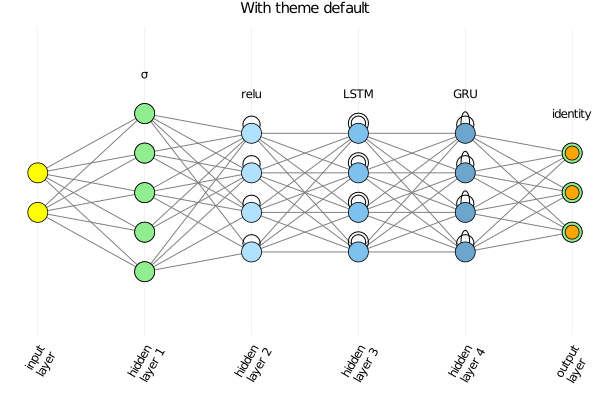 With theme default
σ
relu
LSTM
GRU
identity
input
layer
hidden
layer 1
hidden
layer 2
hidden
layer 3
hidden
layer 4
output
layer